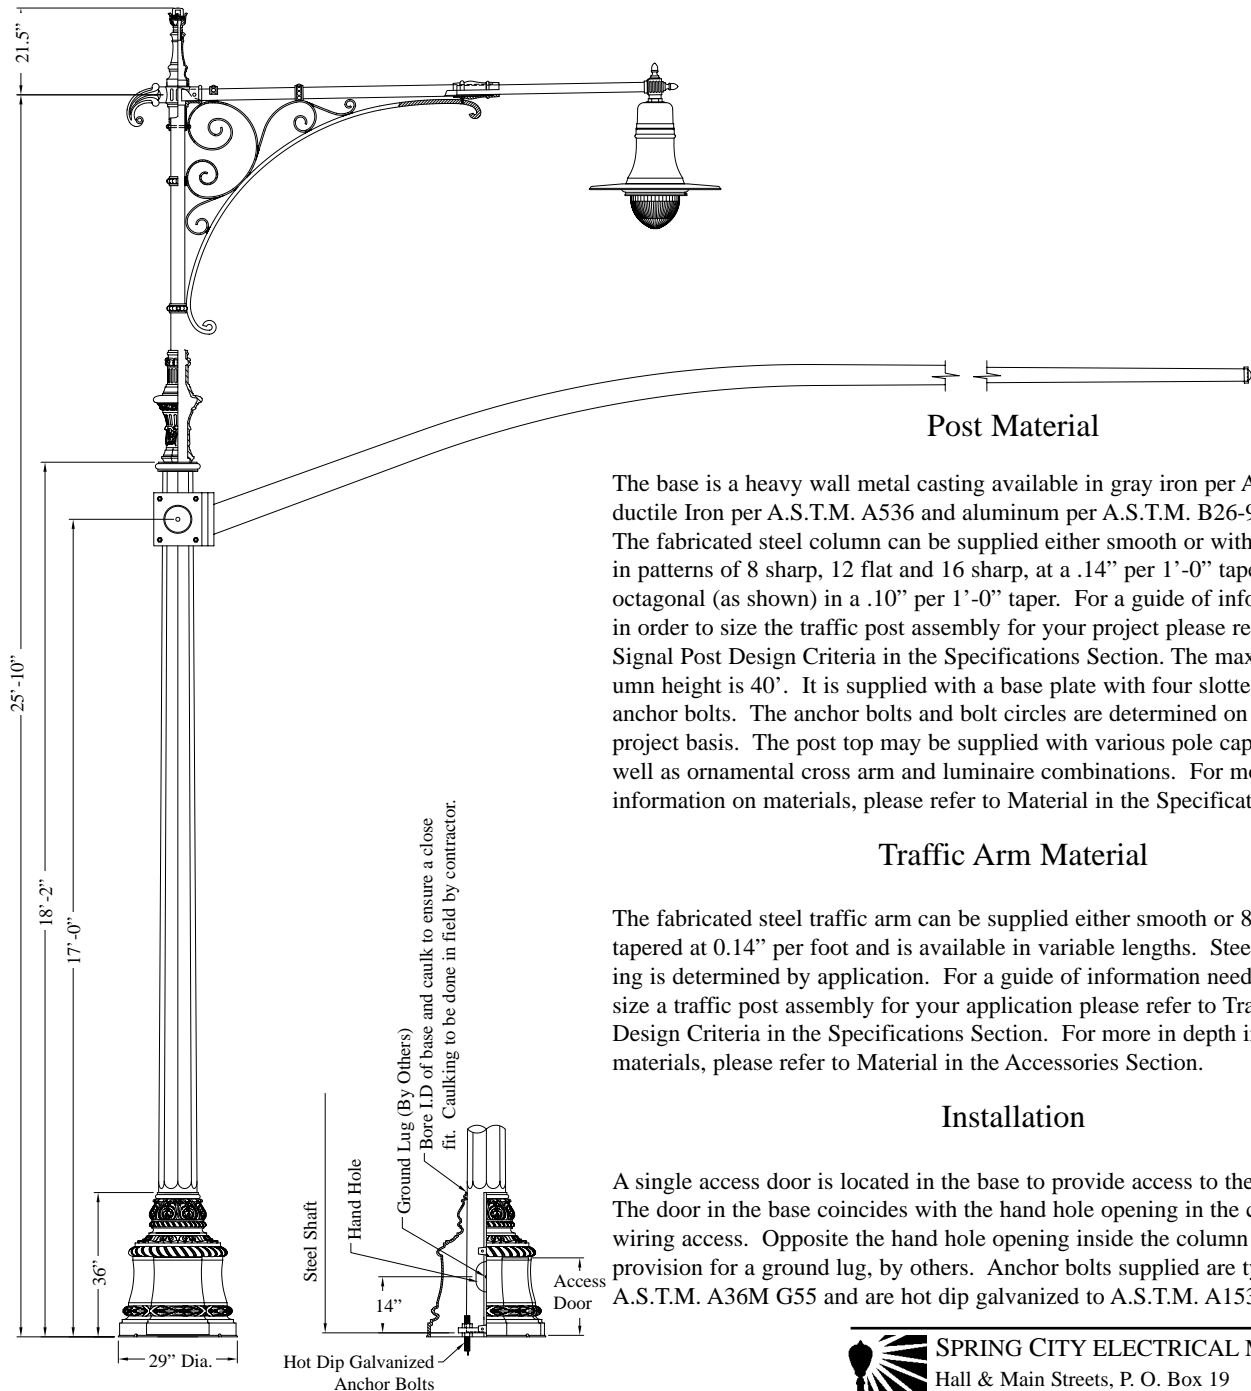 21.5”
25’-10”
18’-2”
17’-0”
36”
29” Dia.
Steel Shaft
Hand Hole
Ground Lug (By Others)
Bore I.D of base and caulk to ensure a close
fit. Caulking to be done in field by contractor.
14”
Access
Door
Hot Dip Galvanized
Anchor Bolts
Post Material
The base is a heavy wall metal casting available in gray iron per A
ductile Iron per A.S.T.M. A536 and aluminum per A.S.T.M. B26-9
The fabricated steel column can be supplied either smooth or with
in patterns of 8 sharp, 12 flat and 16 sharp, at a .14” per 1’-0” tape
octagonal (as shown) in a .10” per 1’-0” taper. For a guide of info
in order to size the traffic post assembly for your project please re
Signal Post Design Criteria in the Specifications Section. The max
umn height is 40’. It is supplied with a base plate with four slotte
anchor bolts. The anchor bolts and bolt circles are determined on
project basis. The post top may be supplied with various pole cap
well as ornamental cross arm and luminaire combinations. For mo
information on materials, please refer to Material in the Specificat
Traffic Arm Material
The fabricated steel traffic arm can be supplied either smooth or 8
tapered at 0.14” per foot and is available in variable lengths. Stee
ing is determined by application. For a guide of information need
size a traffic post assembly for your application please refer to Tra
Design Criteria in the Specifications Section. For more in depth i
materials, please refer to Material in the Accessories Section.
Installation
A single access door is located in the base to provide access to the
The door in the base coincides with the hand hole opening in the c
wiring access. Opposite the hand hole opening inside the column
provision for a ground lug, by others. Anchor bolts supplied are ty
A.S.T.M. A36M G55 and are hot dip galvanized to A.S.T.M. A153
SPRING CITY ELECTRICAL M
Hall & Main Streets, P. O. Box 19